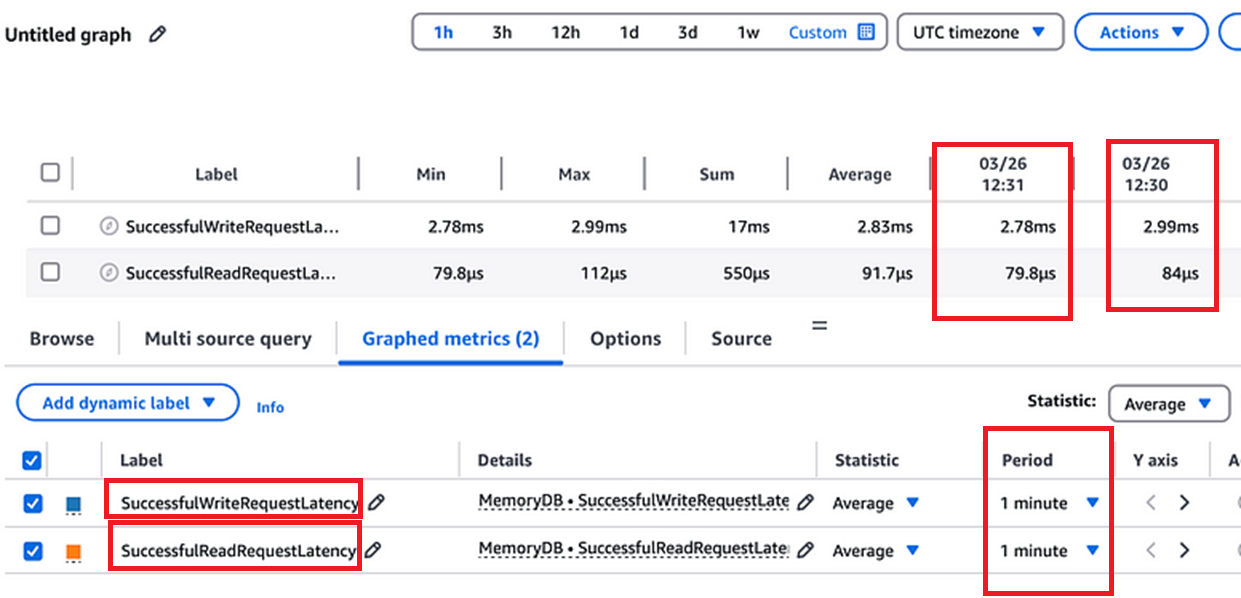 Untitled graph 1h 3h 12h 1d 3d 1w Custom UTC timezone Actions
Label Min Max Sum Average 03/26 12:31 03/26 12:30
SuccessfulWriteRequestLa... 2.78ms 2.99ms 17ms 2.83ms 2.78ms 2.99ms
SuccessfulReadRequestLa... 79.8µs 112µs 550µs 91.7µs 79.8µs 84µs
Browse Multi source query Graphed metrics (2) Options Source
Add dynamic label Info Statistic: Average
Label Details Statistic Period Y axis
SuccessfulWriteRequestLatency MemoryDB • SuccessfulWriteRequestLate Average 1 minute
SuccessfulReadRequestLatency MemoryDB • SuccessfulReadRequestLate Average 1 minute